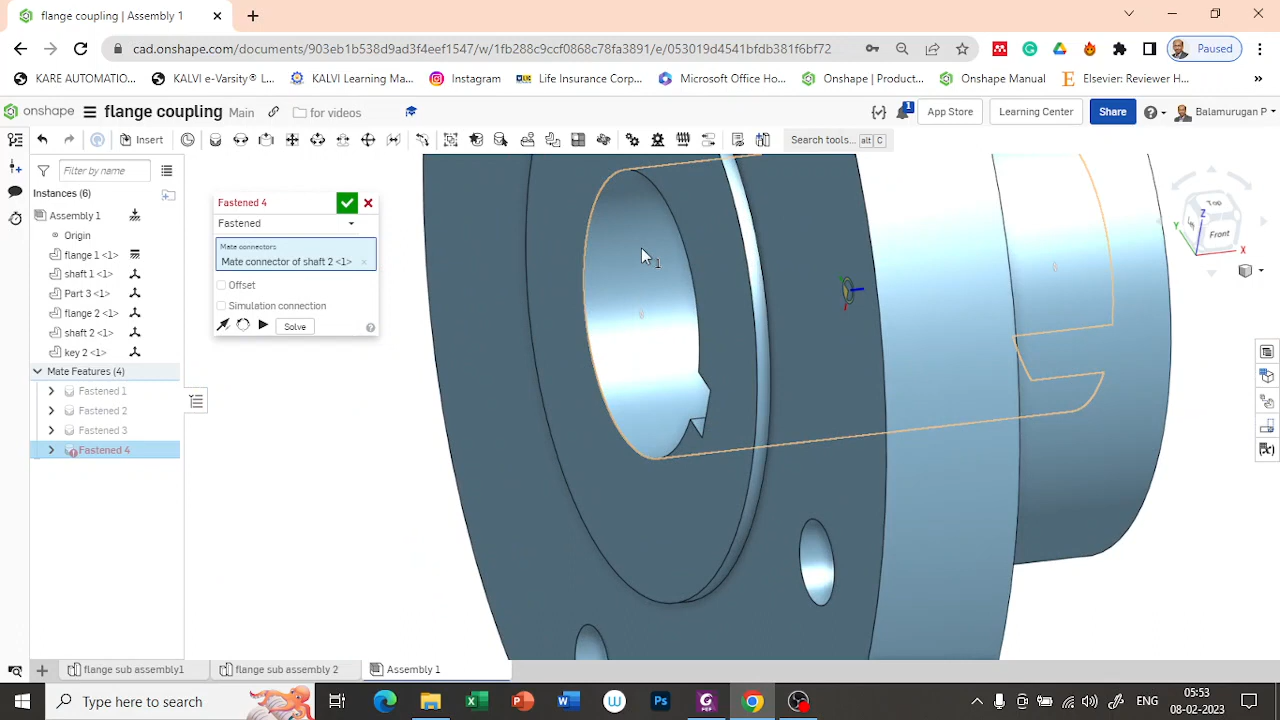 flange coupling | Assembly 1
cad.onshape.com/document/903eb1b538d9ad3f4eef1547/w/1fb288c9ccf0868c78fa3891/e/053019d4541bfdb381f6bf72
Paused
KARE AUTOMATIO...
KALVI e-Varsity® L...
KALVI Learning Ma...
Instagram
Life Insurance Corp...
Microsoft Office Ho...
Onshape | Product...
Onshape Manual
Elsevier: Reviewer H...
»
onshape
flange coupling
Main
for videos
1
App Store
Learning Center
Share
Balamurugan P
Insert
Search tools...
alt
C
Filter by name
Instances (6)
Assembly 1
Origin
flange 1 <1>
shaft 1 <1>
Part 3 <1>
flange 2 <1>
shaft 2 <1>
key 2 <1>
Mate Features (4)
Fastened 1
Fastened 2
Fastened 3
Fastened 4
Fastened 4
Fastened
Mate connectors
Mate connector of shaft 2 <1>
Offset
Simulation connection
Solve
1
Top
Front
Z
Y
X
flange sub assembly1
flange sub assembly 2
Assembly 1
Type here to search
ENG
05:53
08-02-2023